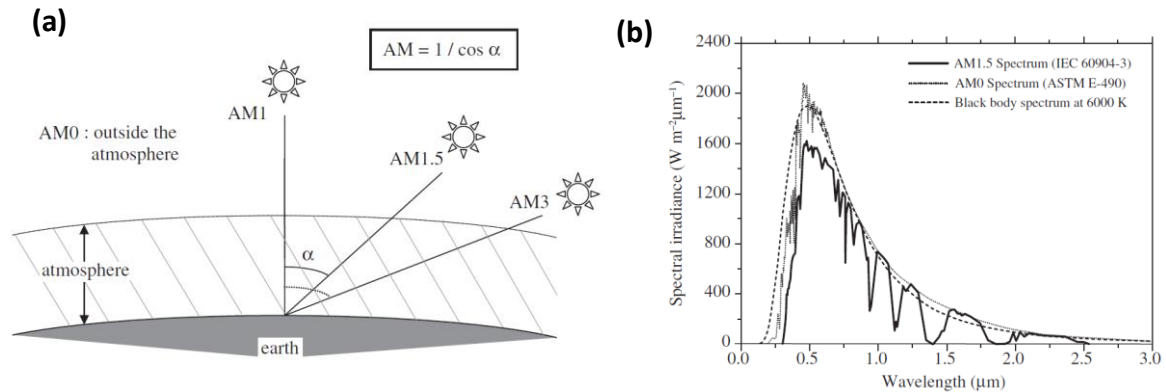 (a)
AM = 1 / cos α
AM1
AM0 : outside the
atmosphere
AM1.5
AM3
α
atmosphere
earth
(b)
2400
2000
1600
1200
800
400
0
Spectral irradiance (W m⁻²μm⁻¹)
AM1.5 Spectrum (IEC 60904-3)
AM0 Spectrum (ASTM E-490)
Black body spectrum at 6000 K
0.0 0.5 1.0 1.5 2.0 2.5 3.0
Wavelength (μm)